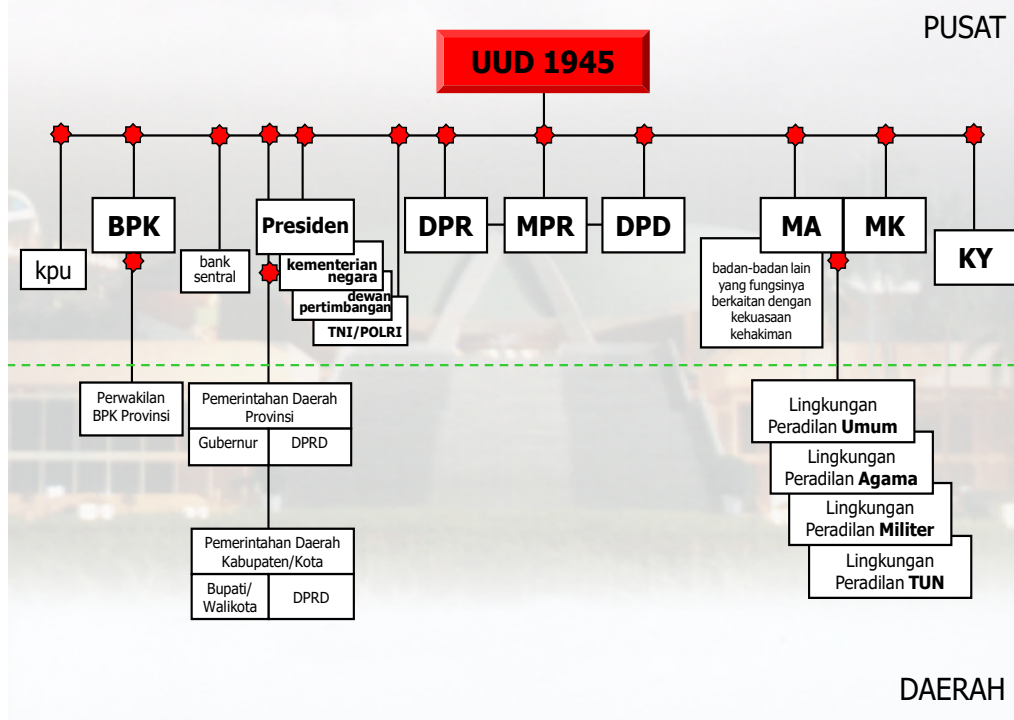 PUSAT
UUD 1945
kpu
BPK
bank
sentral
Presiden
kementerian
negara
dewan
pertimbangan
TNI/POLRI
DPR
MPR
DPD
MA
MK
KY
badan-badan lain
yang fungsinya
berkaitan dengan
kekuasaan
kehakiman
Perwakilan
BPK Provinsi
Pemerintahan Daerah
Provinsi
Gubernur
DPRD
Pemerintahan Daerah
Kabupaten/Kota
Bupati/
Walikota
DPRD
Lingkungan
Peradilan Umum
Lingkungan
Peradilan Agama
Lingkungan
Peradilan Militer
Lingkungan
Peradilan TUN
DAERAH